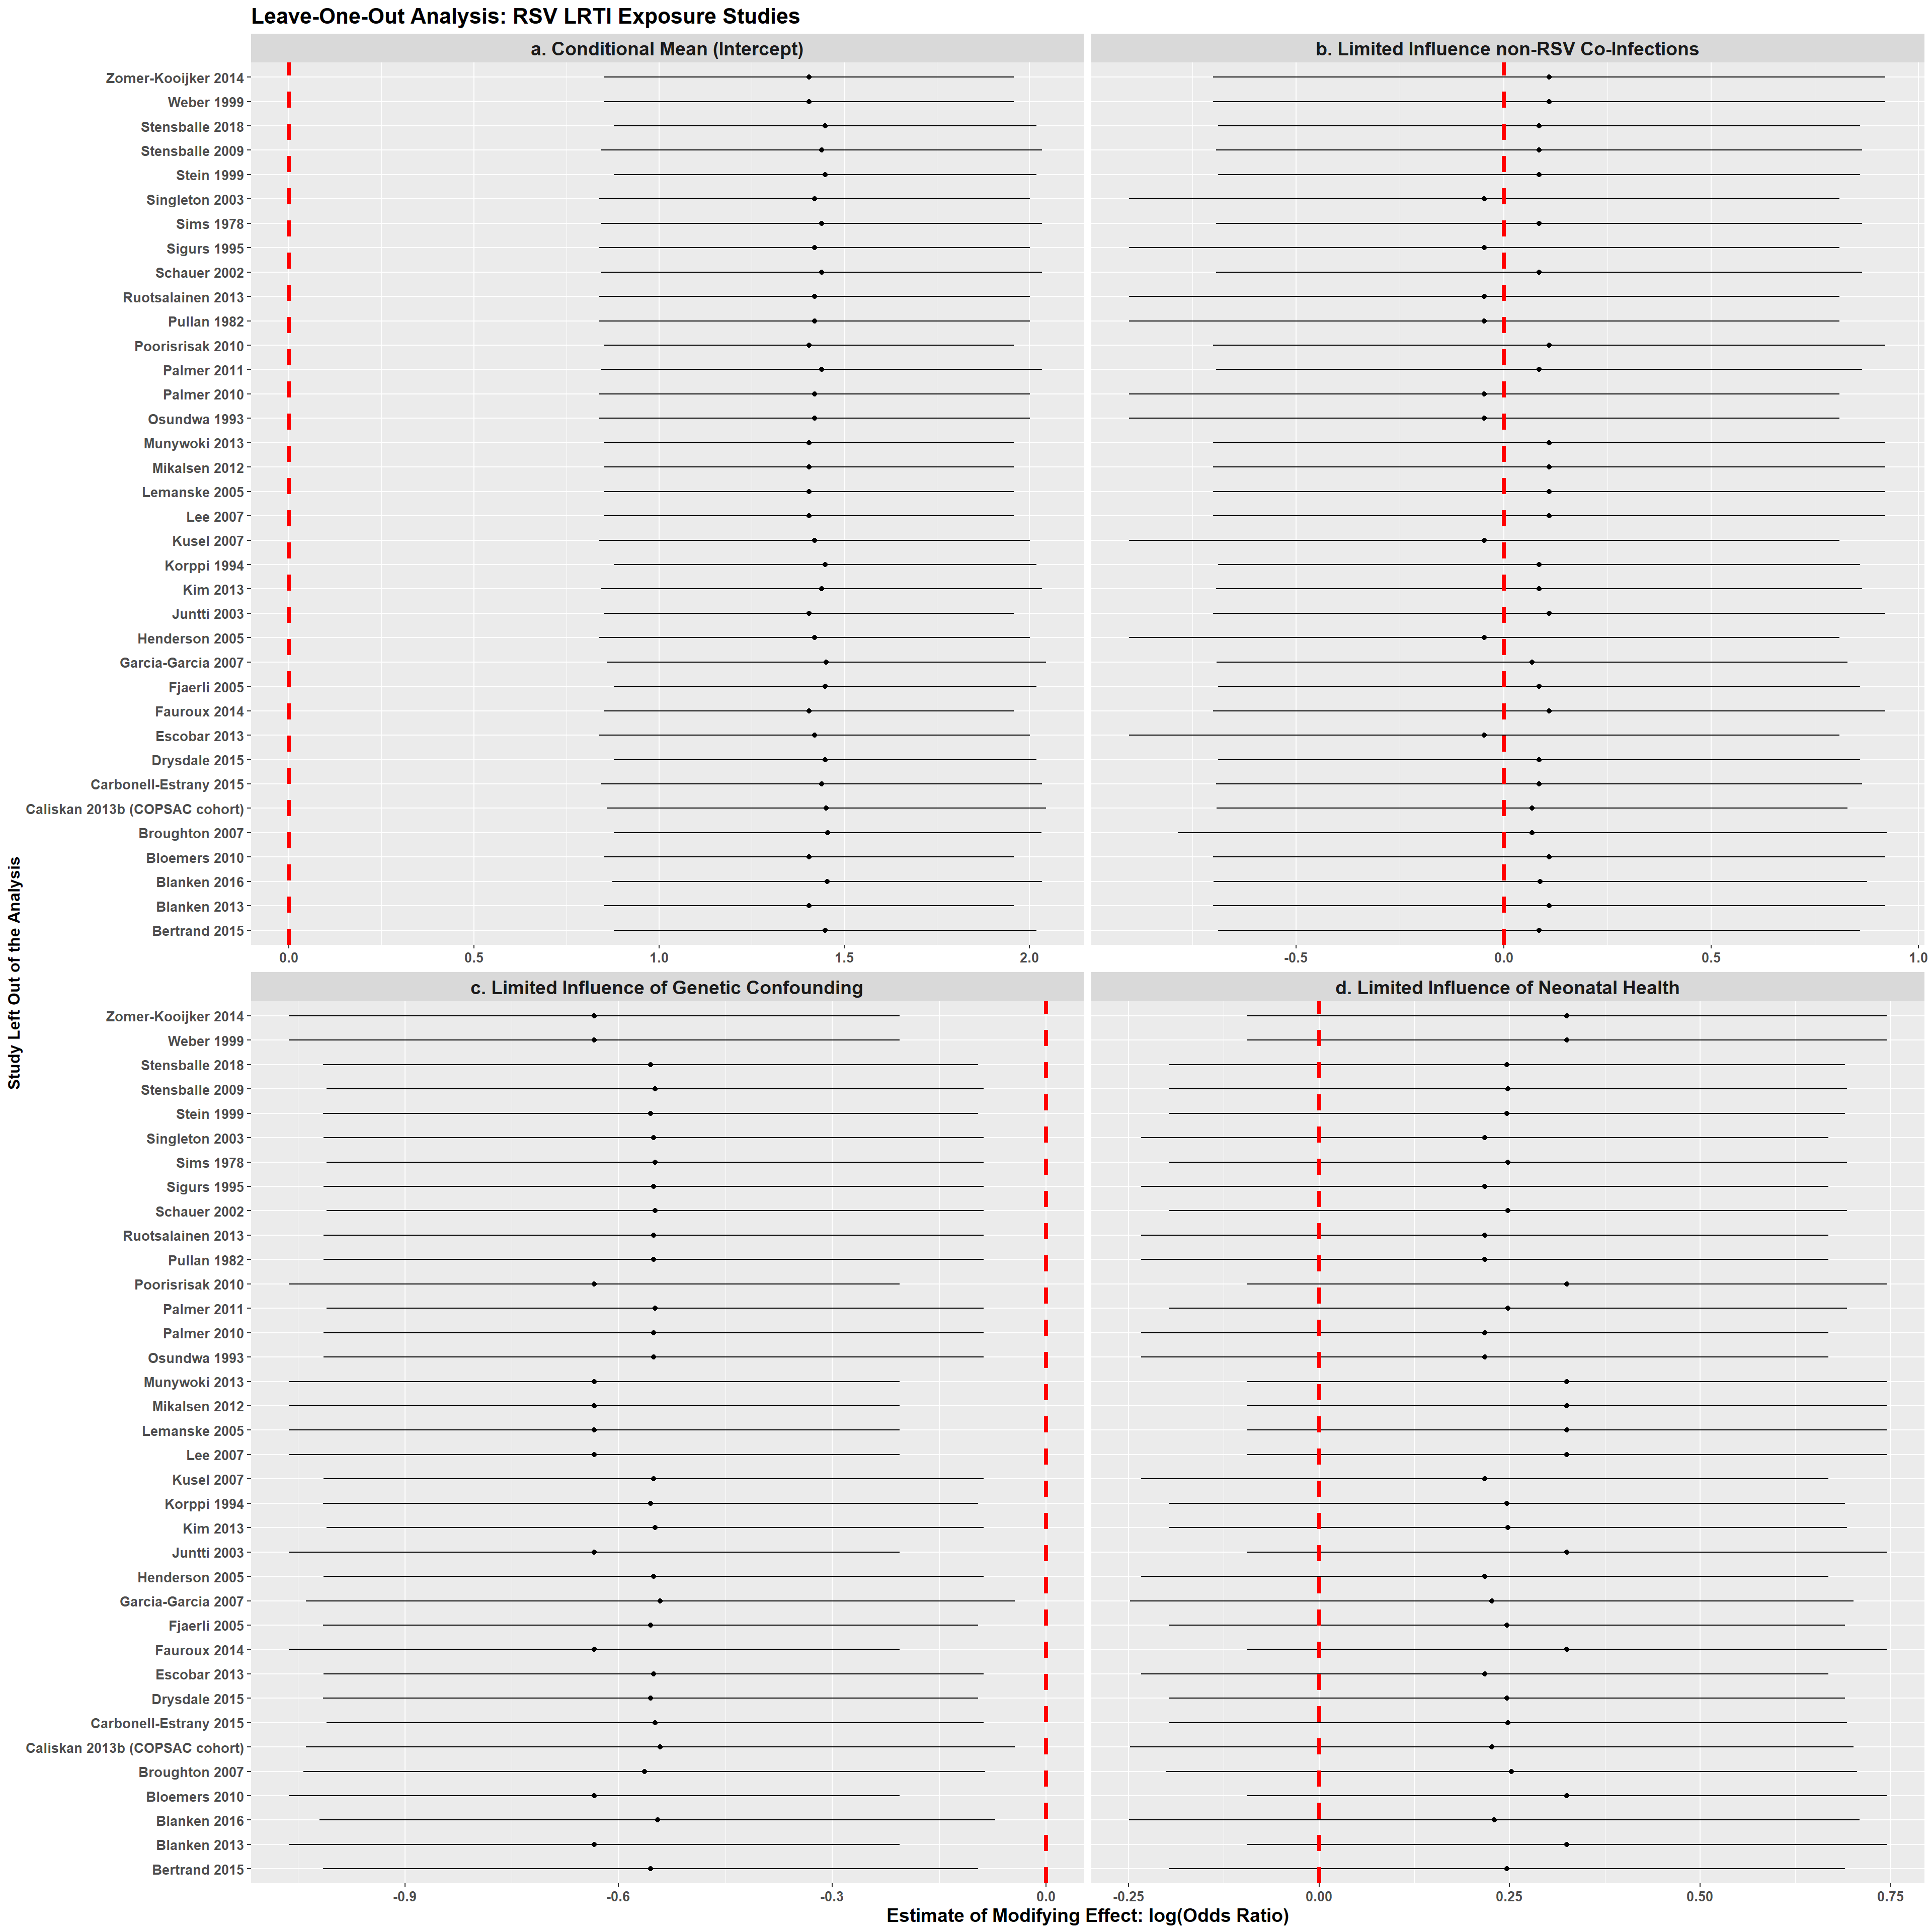 Leave-One-Out Analysis: RSV LRTI Exposure Studies
a. Conditional Mean (Intercept)
b. Limited Influence non-RSV Co-Infections
Zomer-Kooijker 2014
Weber 1999
Stensballe 2018
Stensballe 2009
Stein 1999
Singleton 2003
Sims 1978
Sigurs 1995
Schauer 2002
Ruotsalainen 2013
Pullan 1982
Poorisrisak 2010
Palmer 2011
Palmer 2010
Osundwa 1993
Munywoki 2013
Mikalsen 2012
Lemanske 2005
Lee 2007
Kusel 2007
Korppi 1994
Kim 2013
Juntti 2003
Henderson 2005
Garcia-Garcia 2007
Fjaerli 2005
Fauroux 2014
Escobar 2013
Drysdale 2015
Carbonell-Estrany 2015
Caliskan 2013b (COPSAC cohort)
Broughton 2007
Bloemers 2010
Blanken 2016
Blanken 2013
Bertrand 2015
0.0 0.5 1.0 1.5 2.0
-0.5 0.0 0.5 1.0
Study Left Out of the Analysis
c. Limited Influence of Genetic Confounding
d. Limited Influence of Neonatal Health
Zomer-Kooijker 2014
Weber 1999
Stensballe 2018
Stensballe 2009
Stein 1999
Singleton 2003
Sims 1978
Sigurs 1995
Schauer 2002
Ruotsalainen 2013
Pullan 1982
Poorisrisak 2010
Palmer 2011
Palmer 2010
Osundwa 1993
Munywoki 2013
Mikalsen 2012
Lemanske 2005
Lee 2007
Kusel 2007
Korppi 1994
Kim 2013
Juntti 2003
Henderson 2005
Garcia-Garcia 2007
Fjaerli 2005
Fauroux 2014
Escobar 2013
Drysdale 2015
Carbonell-Estrany 2015
Caliskan 2013b (COPSAC cohort)
Broughton 2007
Bloemers 2010
Blanken 2016
Blanken 2013
Bertrand 2015
-0.9 -0.6 -0.3 0.0
-0.25 0.00 0.25 0.50 0.75
Estimate of Modifying Effect: log(Odds Ratio)